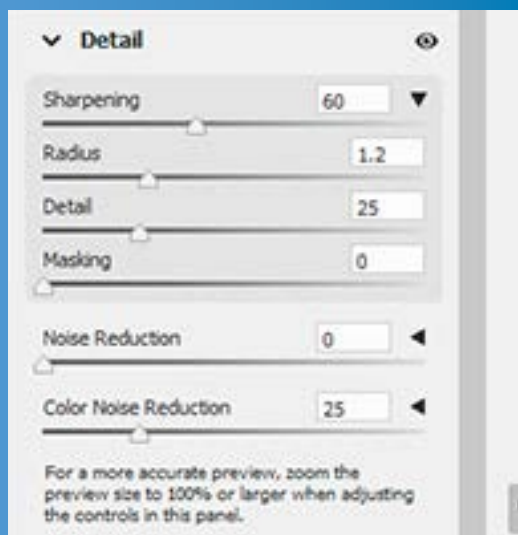 Detail
Sharpening 60
Radius 1.2
Detail 25
Masking 0
Noise Reduction 0
Color Noise Reduction 25
For a more accurate preview, zoom the
preview size to 100% or larger when adjusting
the controls in this panel.